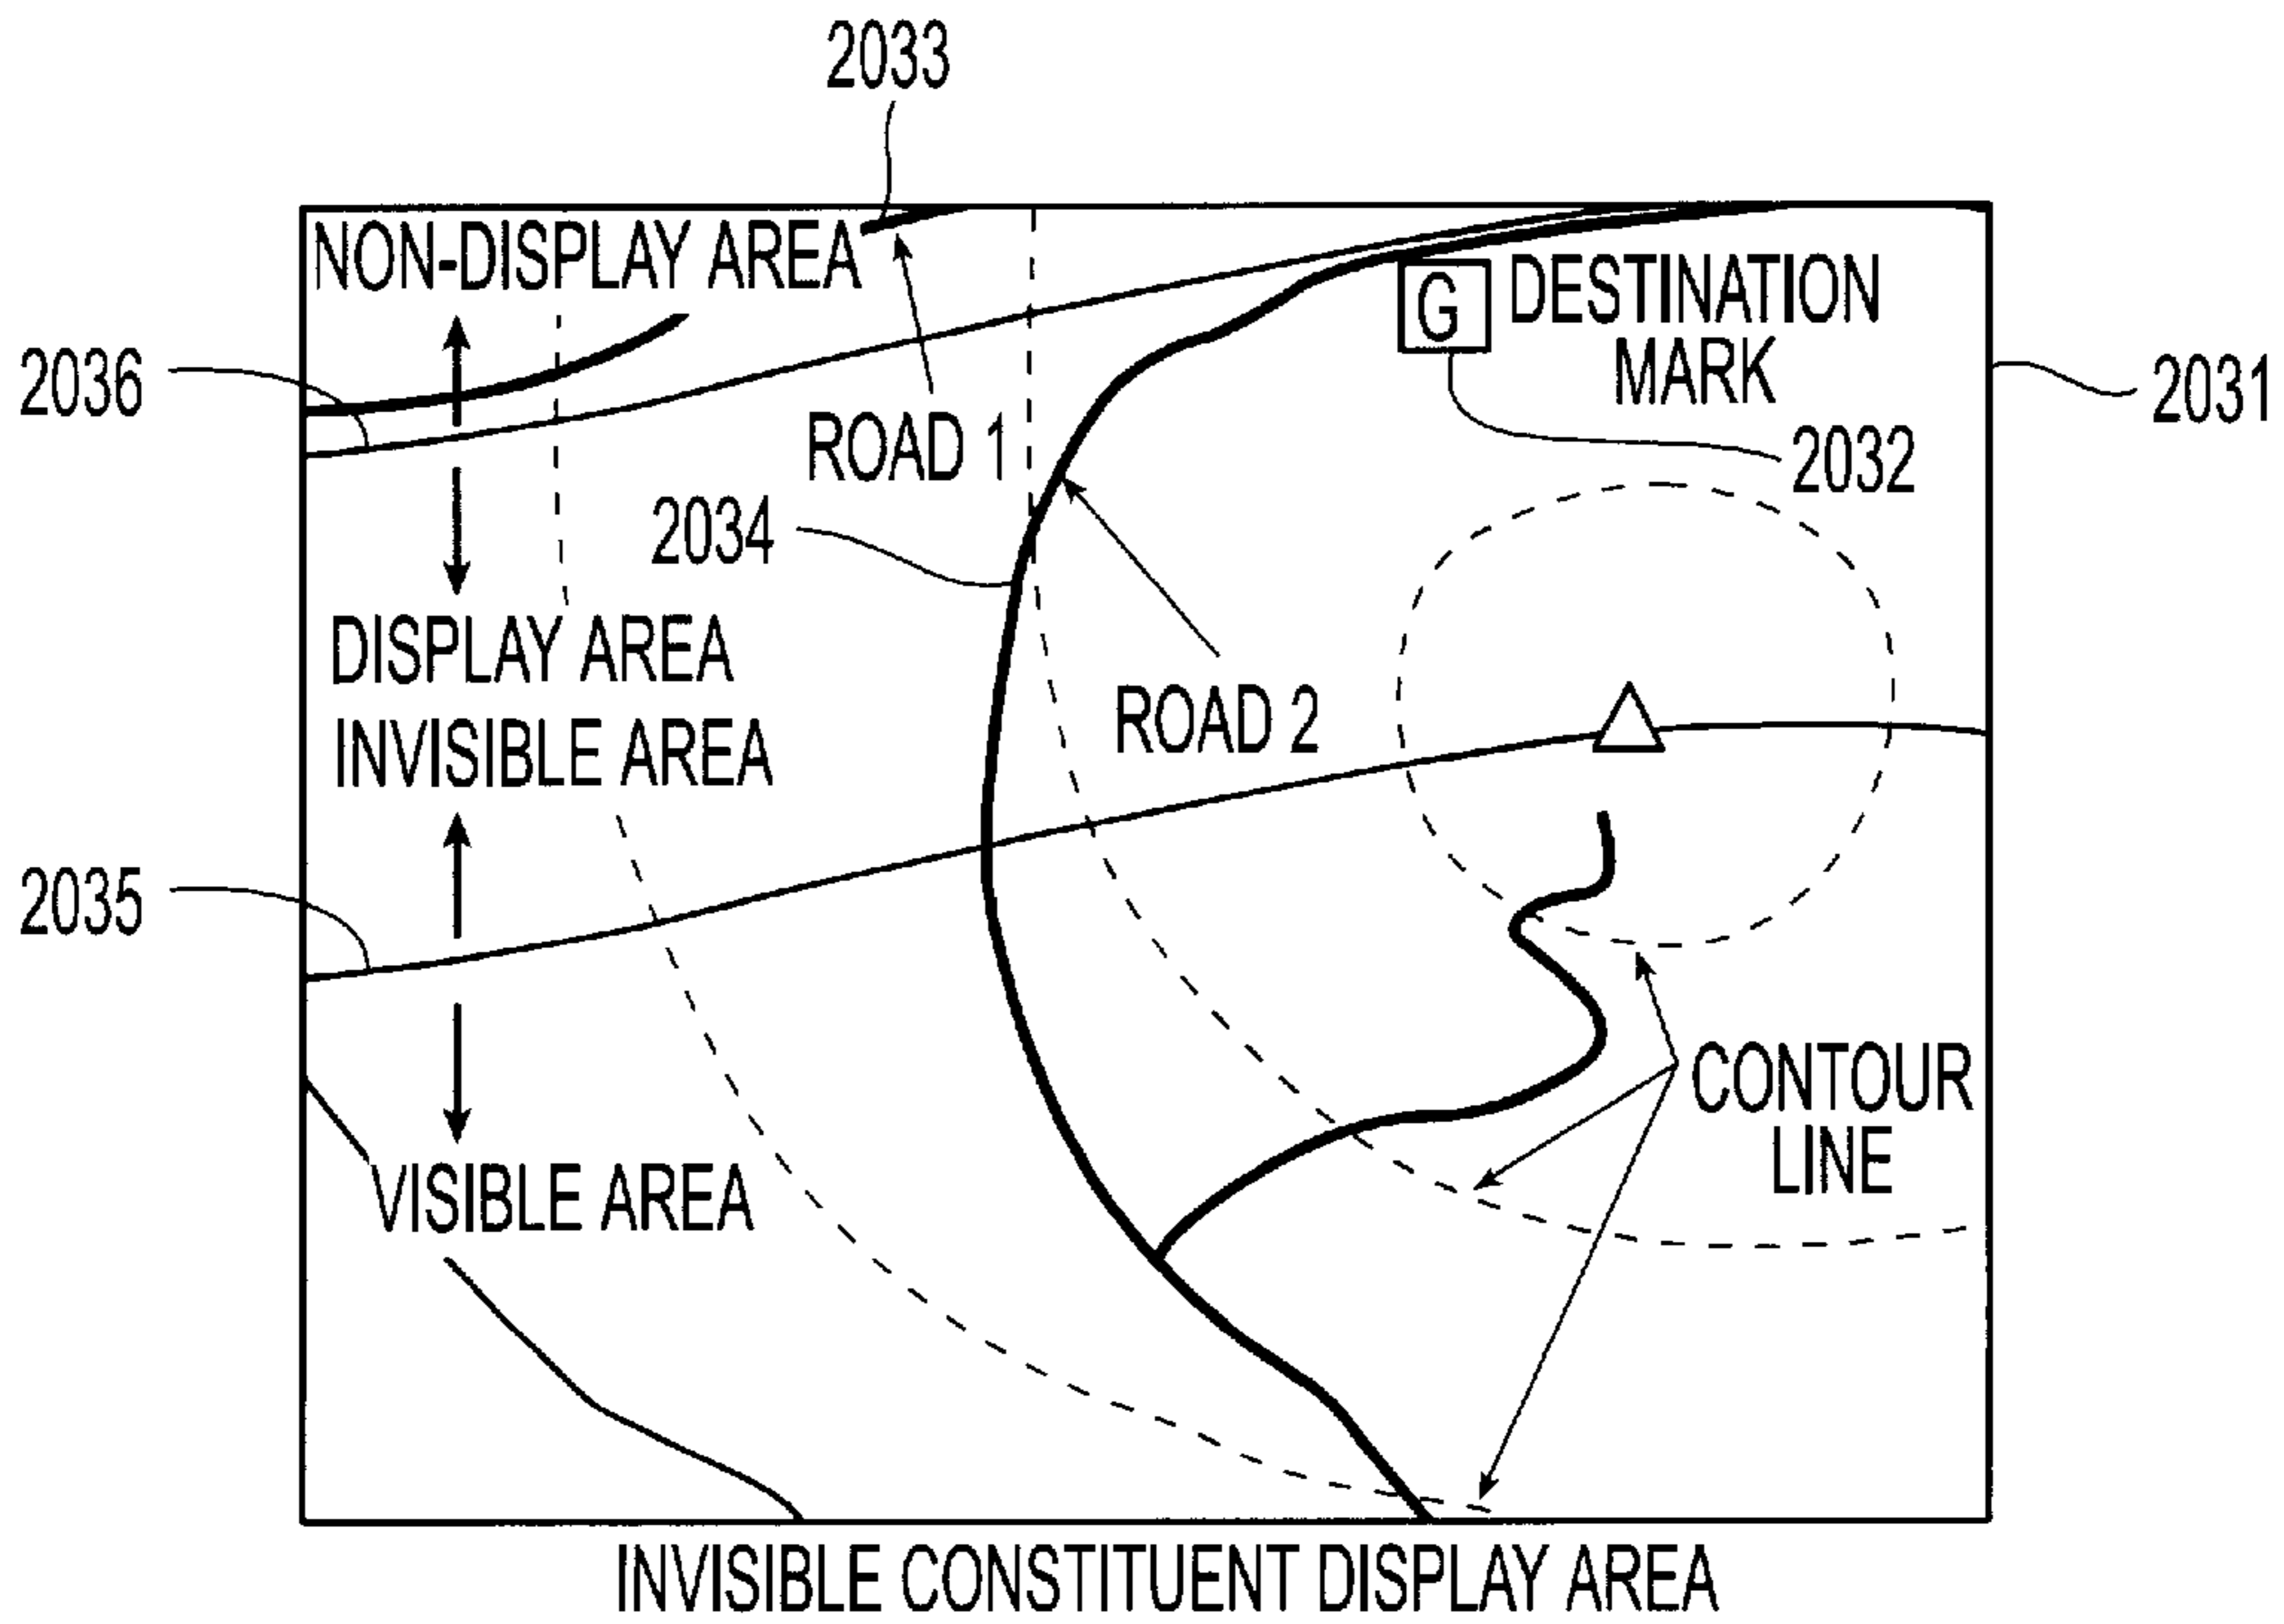 2033
NON-DISPLAY AREA
G
DESTINATION
MARK
2036
2031
ROAD 1
2032
2034
DISPLAY AREA
INVISIBLE AREA
ROAD 2
2035
CONTOUR
LINE
VISIBLE AREA
INVISIBLE CONSTITUENT DISPLAY AREA